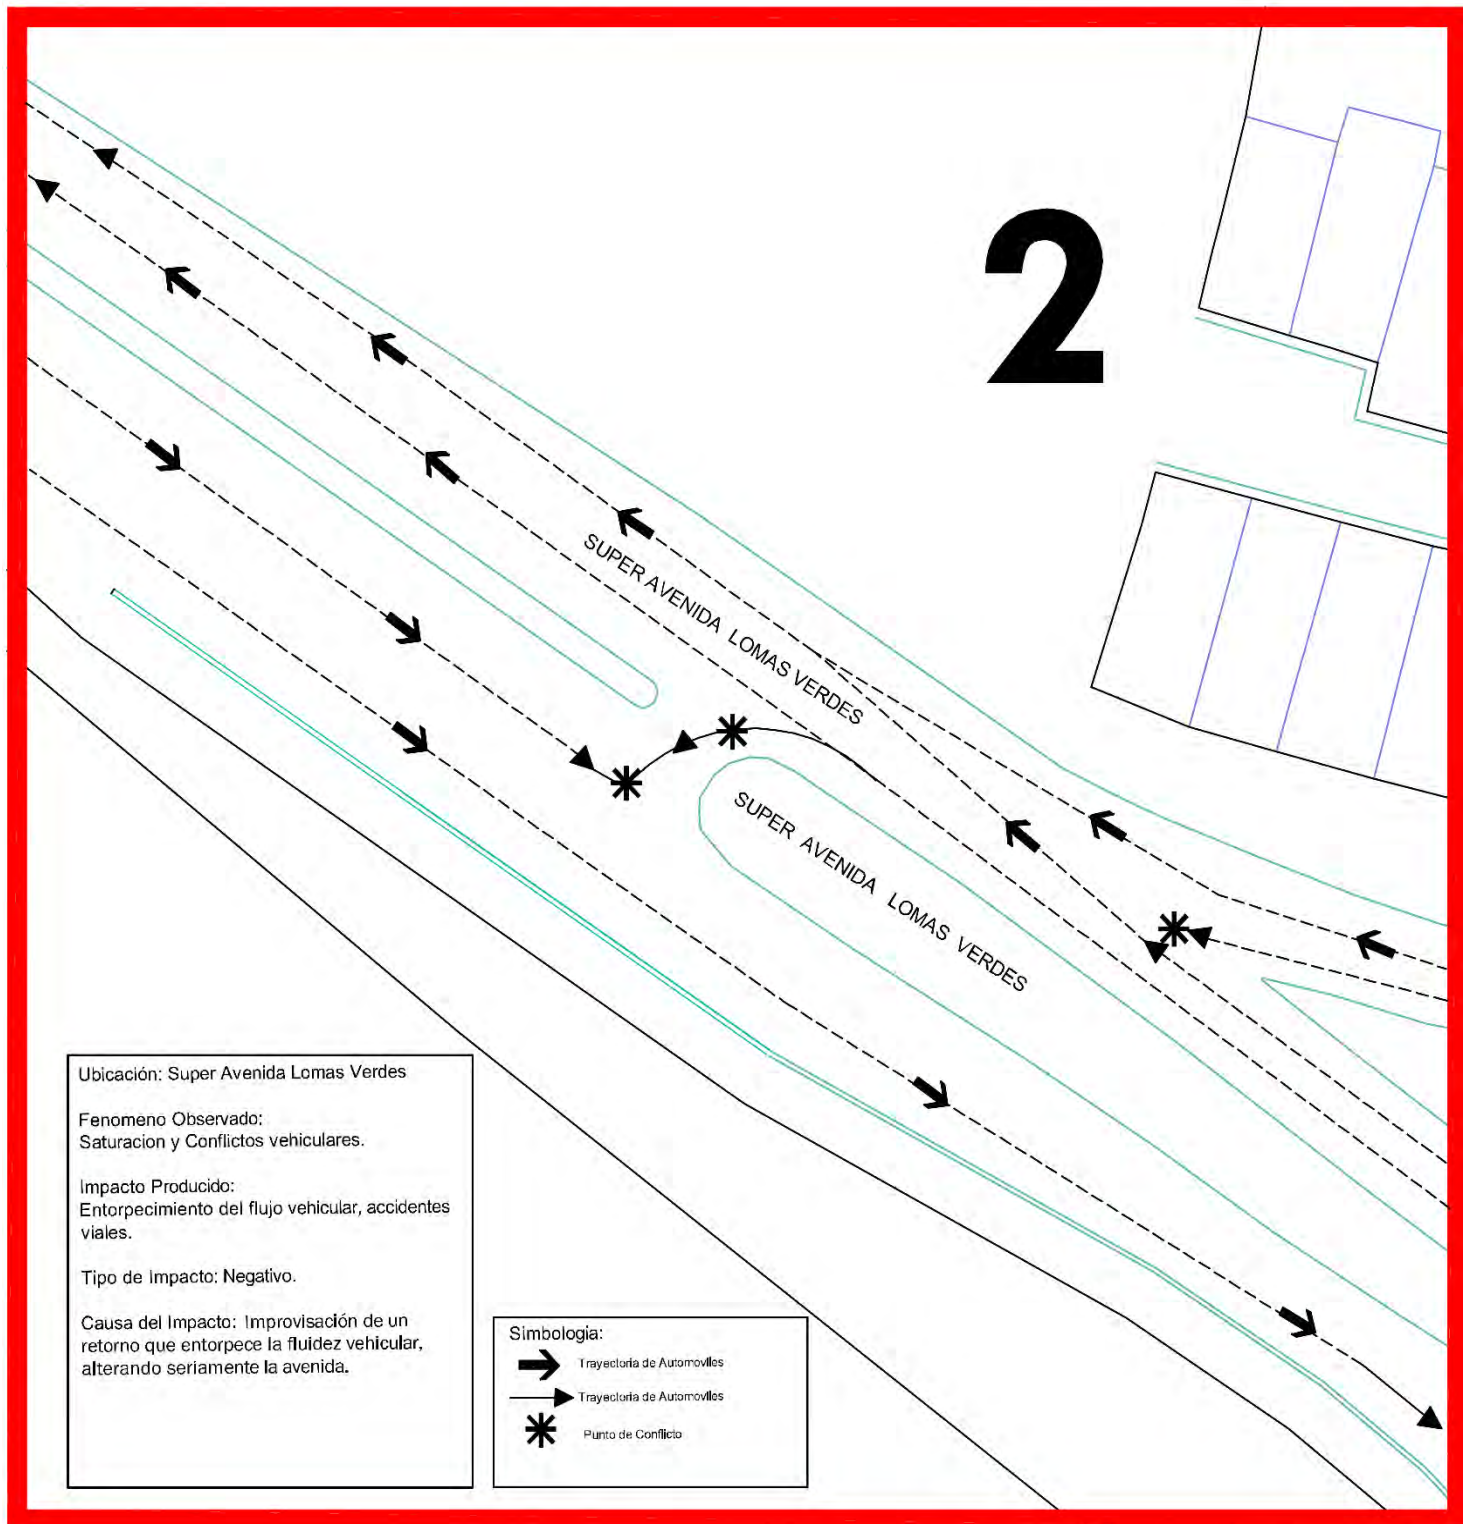 2
SUPER AVENIDA LOMAS VERDES
SUPER AVENIDA LOMAS VERDES
Ubicación: Super Avenida Lomas Verdes
Fenomeno Observado:
Saturacion y Conflictos vehiculares.
Impacto Producido:
Entorpecimiento del flujo vehicular, accidentes
viales.
Tipo de Impacto: Negativo.
Causa del Impacto: Improvisación de un
retorno que entorpece la fluidez vehicular,
alterando seriamente la avenida.
Simbologia:
Trayectoria de Automoviles
Trayectoria de Automoviles
Punto de Conflicto